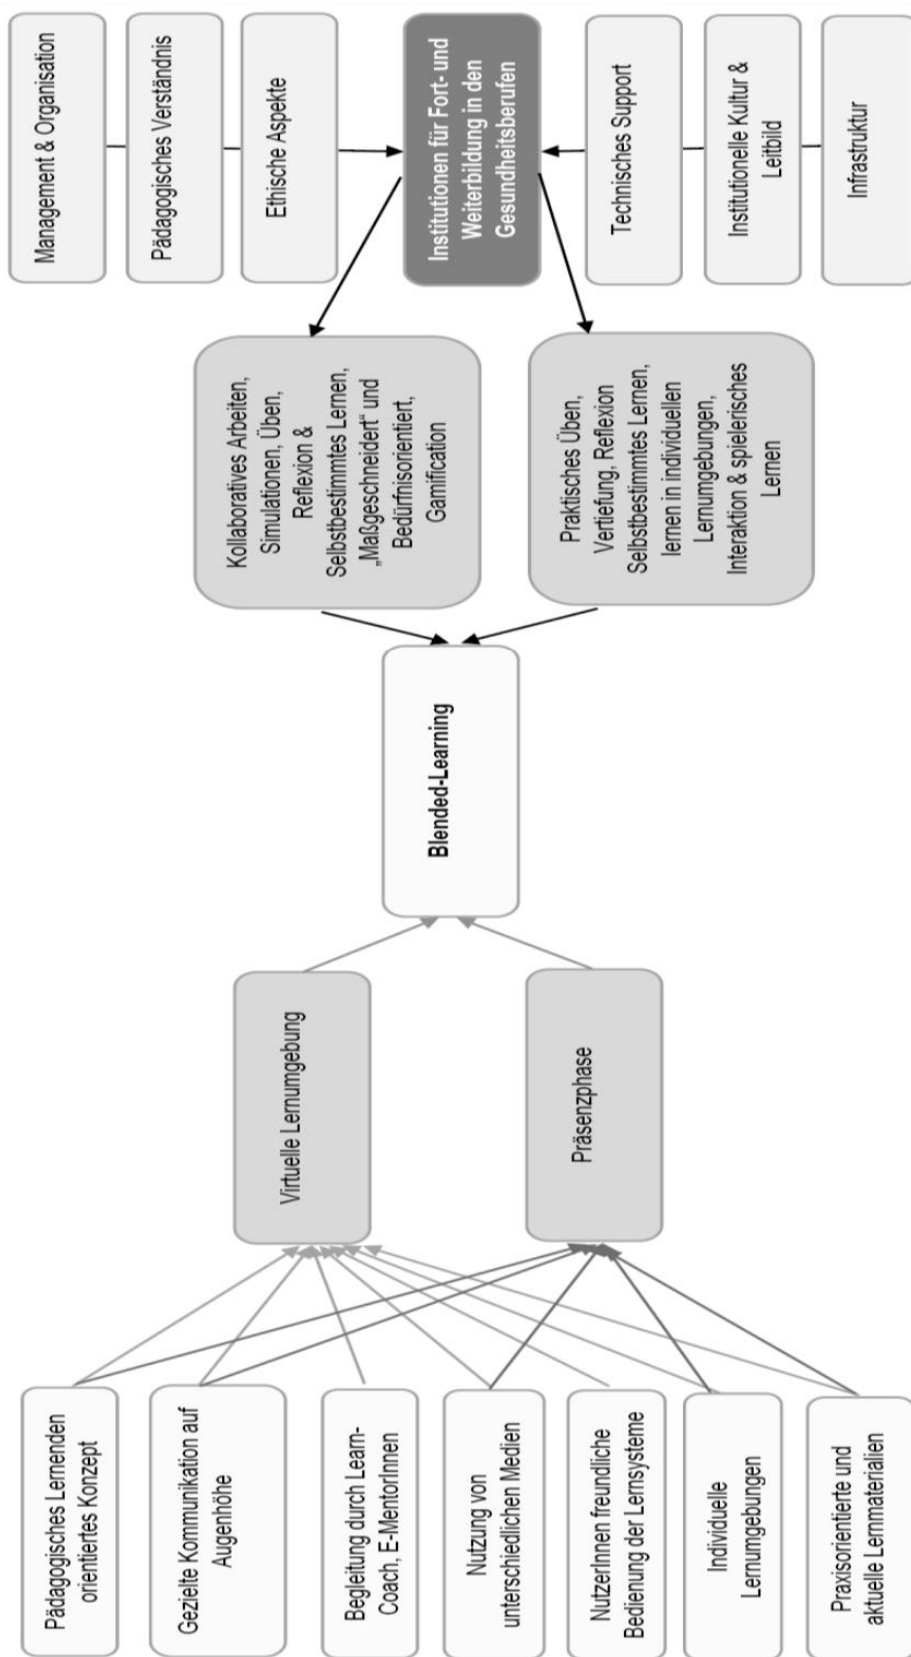 Pädagogisches Lernenden
orientiertes Konzept
Gezielte Kommunikation auf
Augenhöhe
Begleitung durch Learn-
Coach, E-MentorInnen
Nutzung von
unterschiedlichen Medien
NutzerInnen freundliche
Bedienung der Lernsysteme
Individuelle
Lernumgebungen
Praxisorientierte und
aktuelle Lernmaterialien
Virtuelle Lernumgebung
Präsenzphase
Blended-Learning
Kollaboratives Arbeiten,
Simulationen, Üben,
Reflexion &
Selbstbestimmtes Lernen,
„Maßgeschneidert“ und
Bedürfnisorientiert,
Gamification
Praktisches Üben,
Vertiefung, Reflexion
Selbstbestimmtes Lernen,
lernen in individuellen
Lernumgebungen,
Interaktion & spielerisches
Lernen
Management & Organisation
Pädagogisches Verständnis
Ethische Aspekte
Institutionen für Fort- und
Weiterbildung in den
Gesundheitsberufen
Technisches Support
Institutionelle Kultur &
Leitbild
Infrastruktur